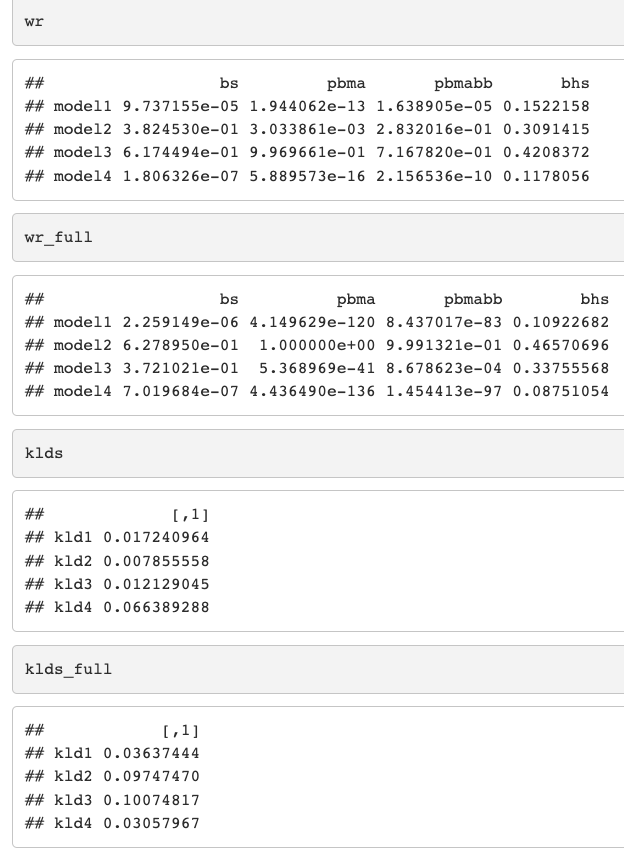 wr
##                  bs         pbma       pbmabb       bhs
## model1 9.737155e-05 1.944062e-13 1.638905e-05 0.1522158
## model2 3.824530e-01 3.033861e-03 2.832016e-01 0.3091415
## model3 6.174494e-01 9.969661e-01 7.167820e-01 0.4208372
## model4 1.806326e-07 5.889573e-16 2.156536e-10 0.1178056
wr_full
##                  bs          pbma       pbmabb        bhs
## model1 2.259149e-06 4.149629e-120 8.437017e-83 0.10922682
## model2 6.278950e-01  1.000000e+00 9.991321e-01 0.46570696
## model3 3.721021e-01  5.368969e-41 8.678623e-04 0.33755568
## model4 7.019684e-07 4.436490e-136 1.454413e-97 0.08751054
klds
##             [,1]
## kld1 0.017240964
## kld2 0.007855558
## kld3 0.012129045
## kld4 0.066389288
klds_full
##            [,1]
## kld1 0.03637444
## kld2 0.09747470
## kld3 0.10074817
## kld4 0.03057967